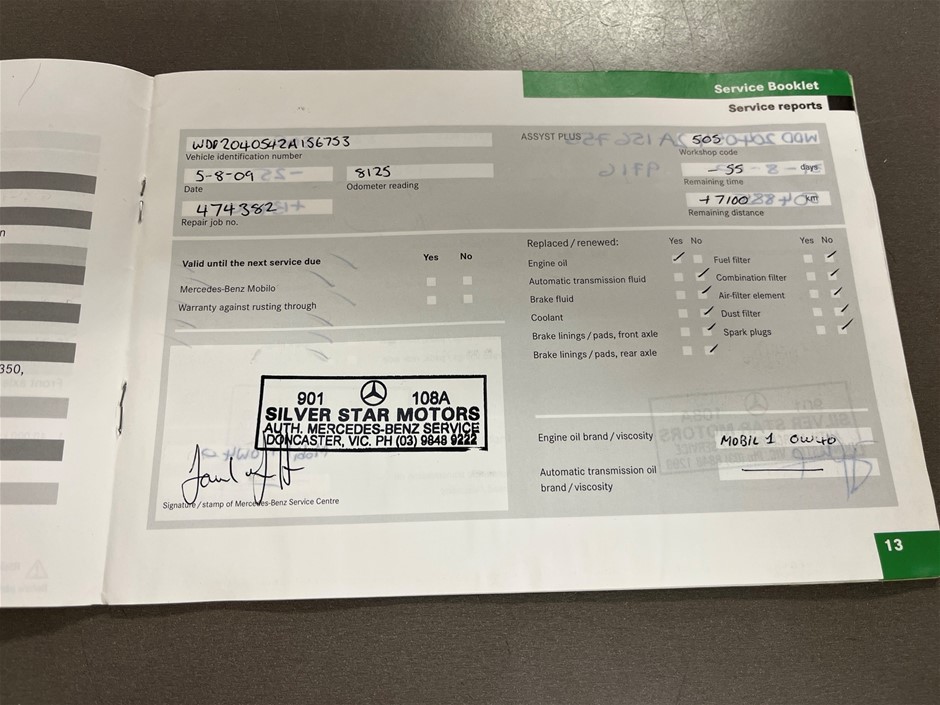 Service Booklet
Service reports
WDD2040542A156753
Vehicle identification number
5-8-09
Date
8125
Odometer reading
474382
Repair job no.
ASSYST PLUS
505
Workshop code
-55 days
Remaining time
+7100 km
Remaining distance
Valid until the next service due Yes No
Mercedes-Benz Mobilo
Warranty against rusting through
Replaced / renewed: Yes No Yes No
Engine oil Fuel filter
Automatic transmission fluid Combination filter
Brake fluid Air-filter element
Coolant Dust filter
Brake linings / pads, front axle Spark plugs
Brake linings / pads, rear axle
901 108A
SILVER STAR MOTORS
AUTH. MERCEDES-BENZ SERVICE
DONCASTER, VIC. PH (03) 9848 9222
Signature / stamp of Mercedes-Benz Service Centre
Engine oil brand / viscosity MOBIL 1 0W40
Automatic transmission oil
brand / viscosity
13
350,
n